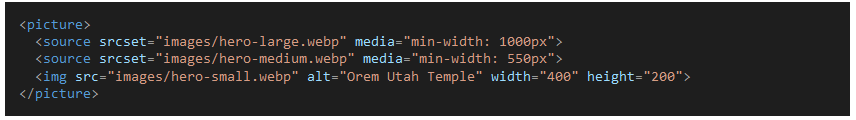 <picture>
<source srcset="images/hero-large.webp" media="min-width: 1000px">
<source srcset="images/hero-medium.webp" media="min-width: 550px">
<img src="images/hero-small.webp" alt="Orem Utah Temple" width="400" height="200">
</picture>